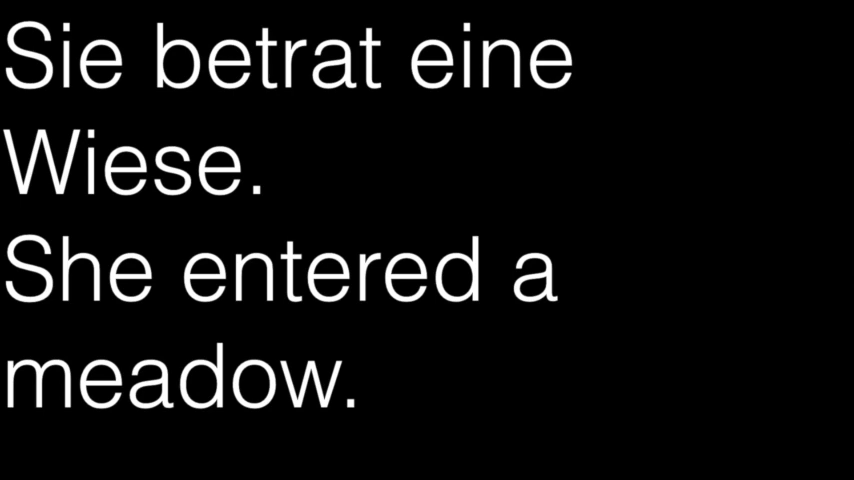 Sie betrat eine
Wiese.
She entered a
meadow.